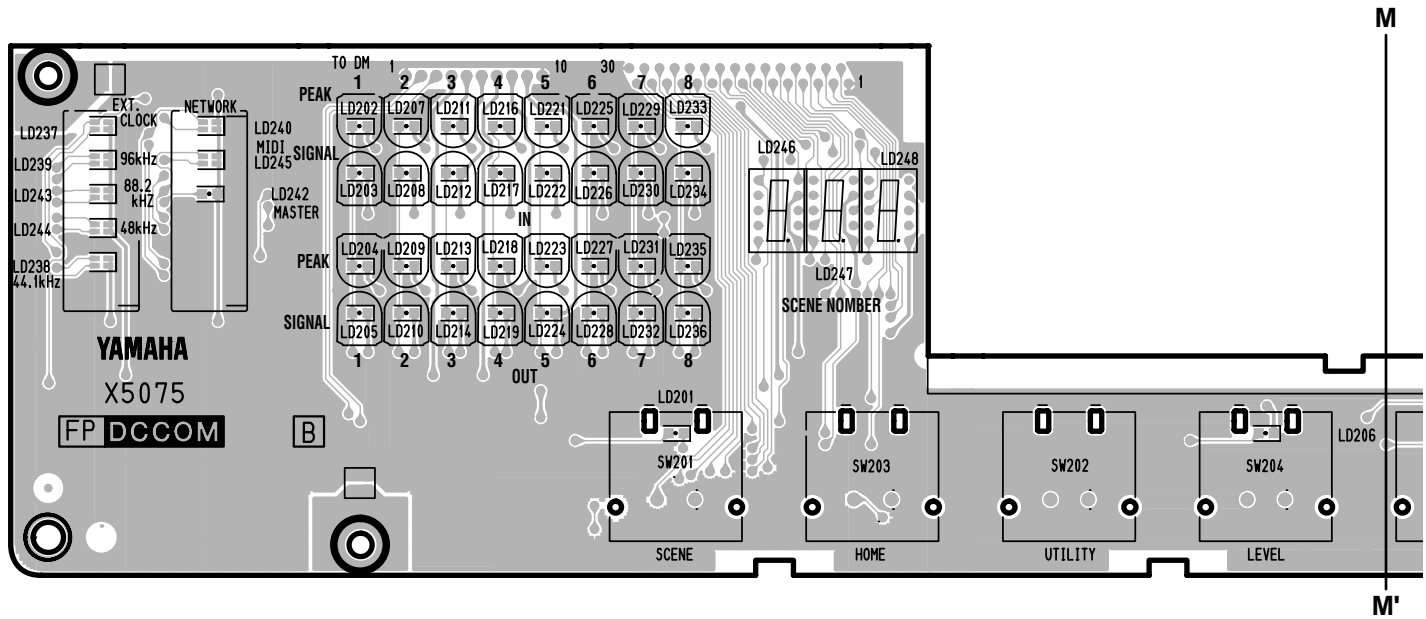 M
TO DM 1 10 30 1
1 2 3 4 5 6 7 8
PEAK
LD202 LD207 LD211 LD216 LD221 LD225 LD229 LD233
EXT. CLOCK
NETWORK
LD237
LD240
MIDI
LD245
LD239
96kHz
SIGNAL
LD203 LD208 LD212 LD217 LD222 LD226 LD230 LD234
LD243
88.2 kHZ
LD242
MASTER
LD244
48kHz
IN
LD246
LD248
LD247
SCENE NOMBER
LD238
44.1kHz
PEAK
LD204 LD209 LD213 LD218 LD223 LD227 LD231 LD235
SIGNAL
LD205 LD210 LD214 LD219 LD224 LD228 LD232 LD236
1 2 3 4 5 6 7 8
OUT
YAMAHA
X5075
FP DCCOM
B
LD201
LD206
SW201 SW203 SW202 SW204
SCENE HOME UTILITY LEVEL
M'